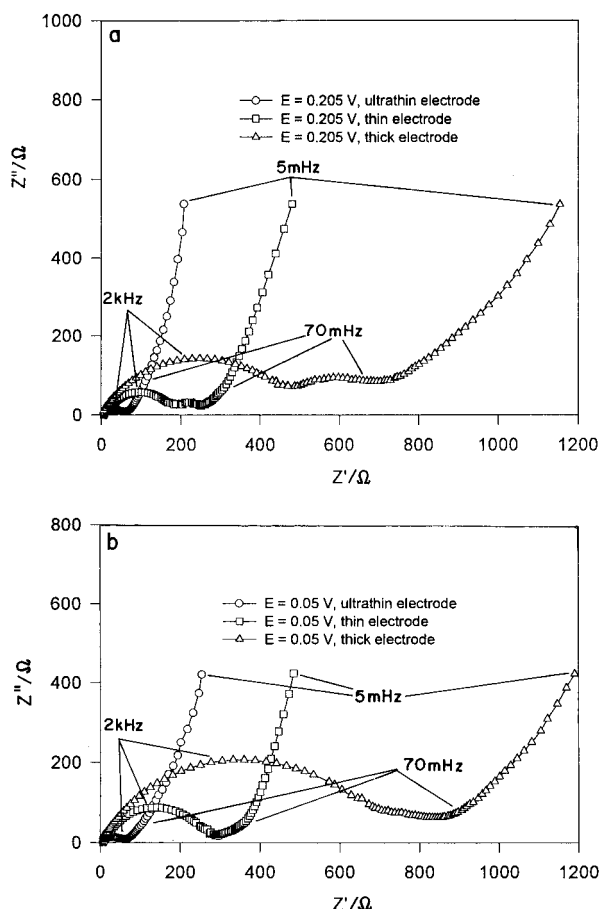 a
1000
800
600
400
200
0
Z''/Ω
E = 0.205 V, ultrathin electrode
E = 0.205 V, thin electrode
E = 0.205 V, thick electrode
5mHz
2kHz
70mHz
0 200 400 600 800 1000 1200
Z'/Ω
b
800
600
400
200
0
Z''/Ω
E = 0.05 V, ultrathin electrode
E = 0.05 V, thin electrode
E = 0.05 V, thick electrode
5mHz
2kHz
70mHz
0 200 400 600 800 1000 1200
Z'/Ω